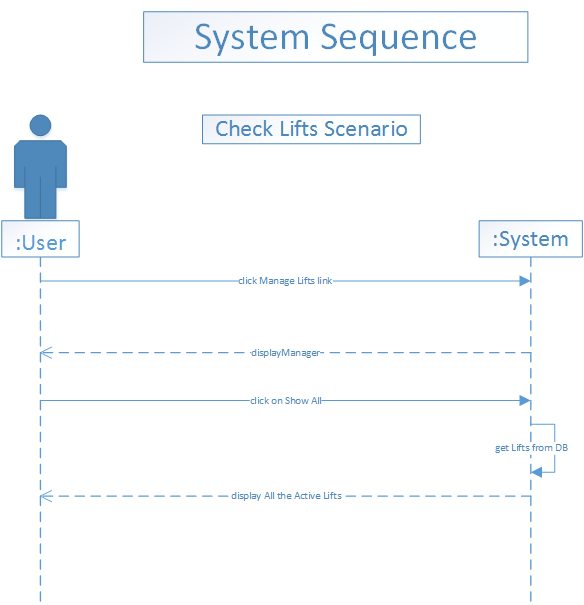 System Sequence
Check Lifts Scenario
:User
:System
click Manage Lifts link
displayManager
click on Show All
get Lifts from DB
display All the Active Lifts